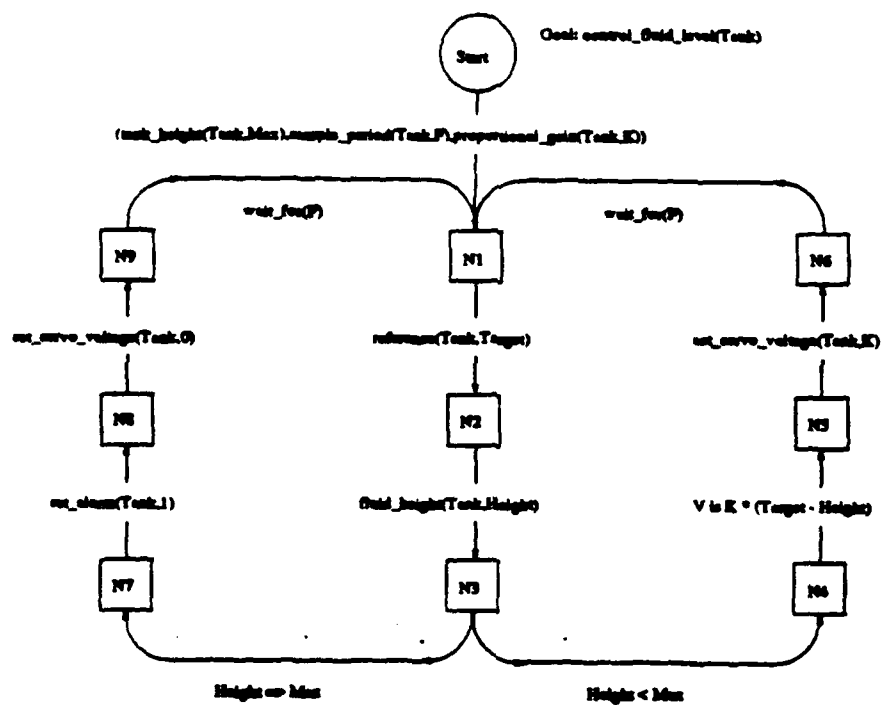 Goal: control_fluid_level(Tank)
Start
(tank_height(Tank,Max),sample_period(Tank,P),proportional_gain(Tank,K))
wait_for(P)
wait_for(P)
N9
N1
N6
set_servo_voltage(Tank,0)
reference(Tank,Target)
set_servo_voltage(Tank,K)
N8
N2
N5
set_alarm(Tank,1)
fluid_height(Tank,Height)
V is K * (Target - Height)
N7
N3
Height => Max
Height < Max